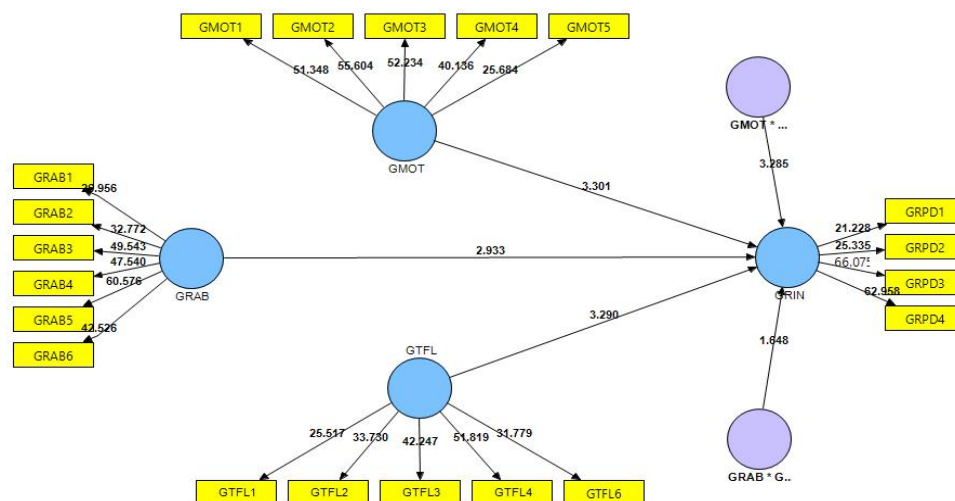 GMOT1
GMOT2
GMOT3
GMOT4
GMOT5
51.348
55.604
52.234
40.136
25.684
GMOT
GMOT * ...
3.301
3.285
GRAB1
GRAB2
GRAB3
GRAB4
GRAB5
GRAB6
32.772
49.543
47.540
60.576
42.526
GRAB
2.933
GRIN
GRPD1
GRPD2
GRPD3
GRPD4
21.228
25.335
66.075
62.958
GTFL
3.290
1.648
25.517
33.730
42.247
51.819
31.779
GTFL1
GTFL2
GTFL3
GTFL4
GTFL6
GRAB * G..